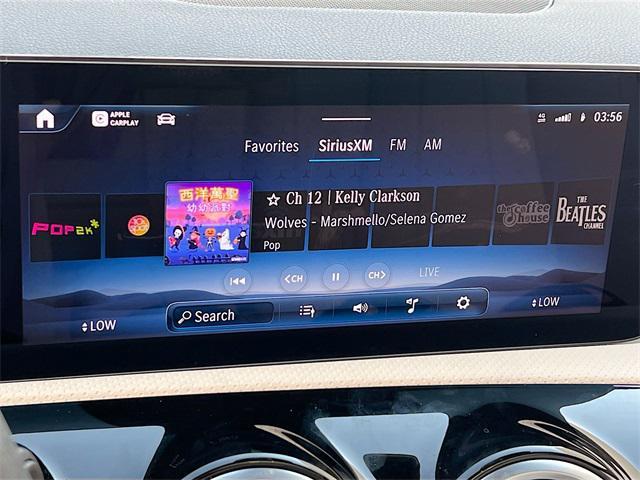 APPLE
CARPLAY
4G
03:56
Favorites SiriusXM FM AM
POP2K*
西洋萬聖
幼幼派對
☆ Ch 12 | Kelly Clarkson
Wolves - Marshmello/Selena Gomez
Pop
the coffee
house
THE
BEATLES
CHANNEL
<CH
CH>
LIVE
Search
LOW
LOW